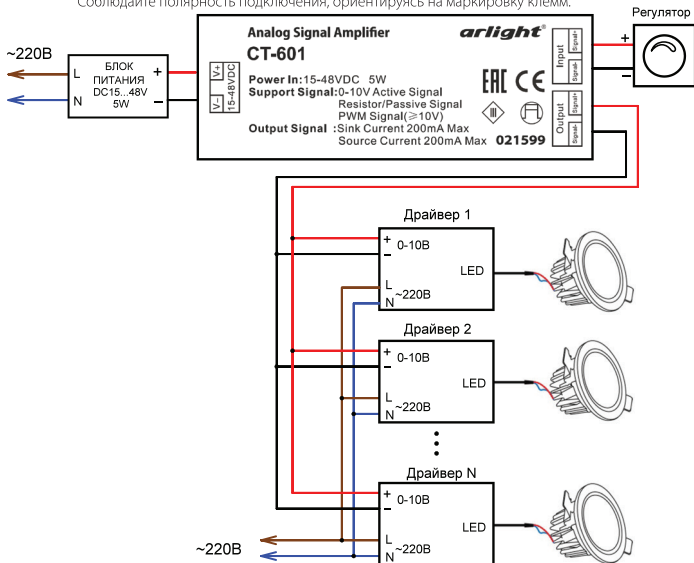 Соблюдайте полярность подключения, ориентируясь на маркировку клемм.
Регулятор
+
−
~220В
L
N
БЛОК
ПИТАНИЯ
DC15...48V
5W
+
−
V+
V−
15-48VDC
Analog Signal Amplifier
CT-601
arlight®
Power In:15-48VDC 5W
Support Signal:0-10V Active Signal
Resistor/Passive Signal
PWM Signal(≥10V)
Output Signal :Sink Current 200mA Max
Source Current 200mA Max
EAC CE
III
021599
Input
Signal+
Signal-
Output
Signal+
Signal-
Драйвер 1
+
−
0-10В
LED
L
N
~220В
Драйвер 2
+
−
0-10В
LED
L
N
~220В
Драйвер N
+
−
0-10В
LED
L
N
~220В
~220В